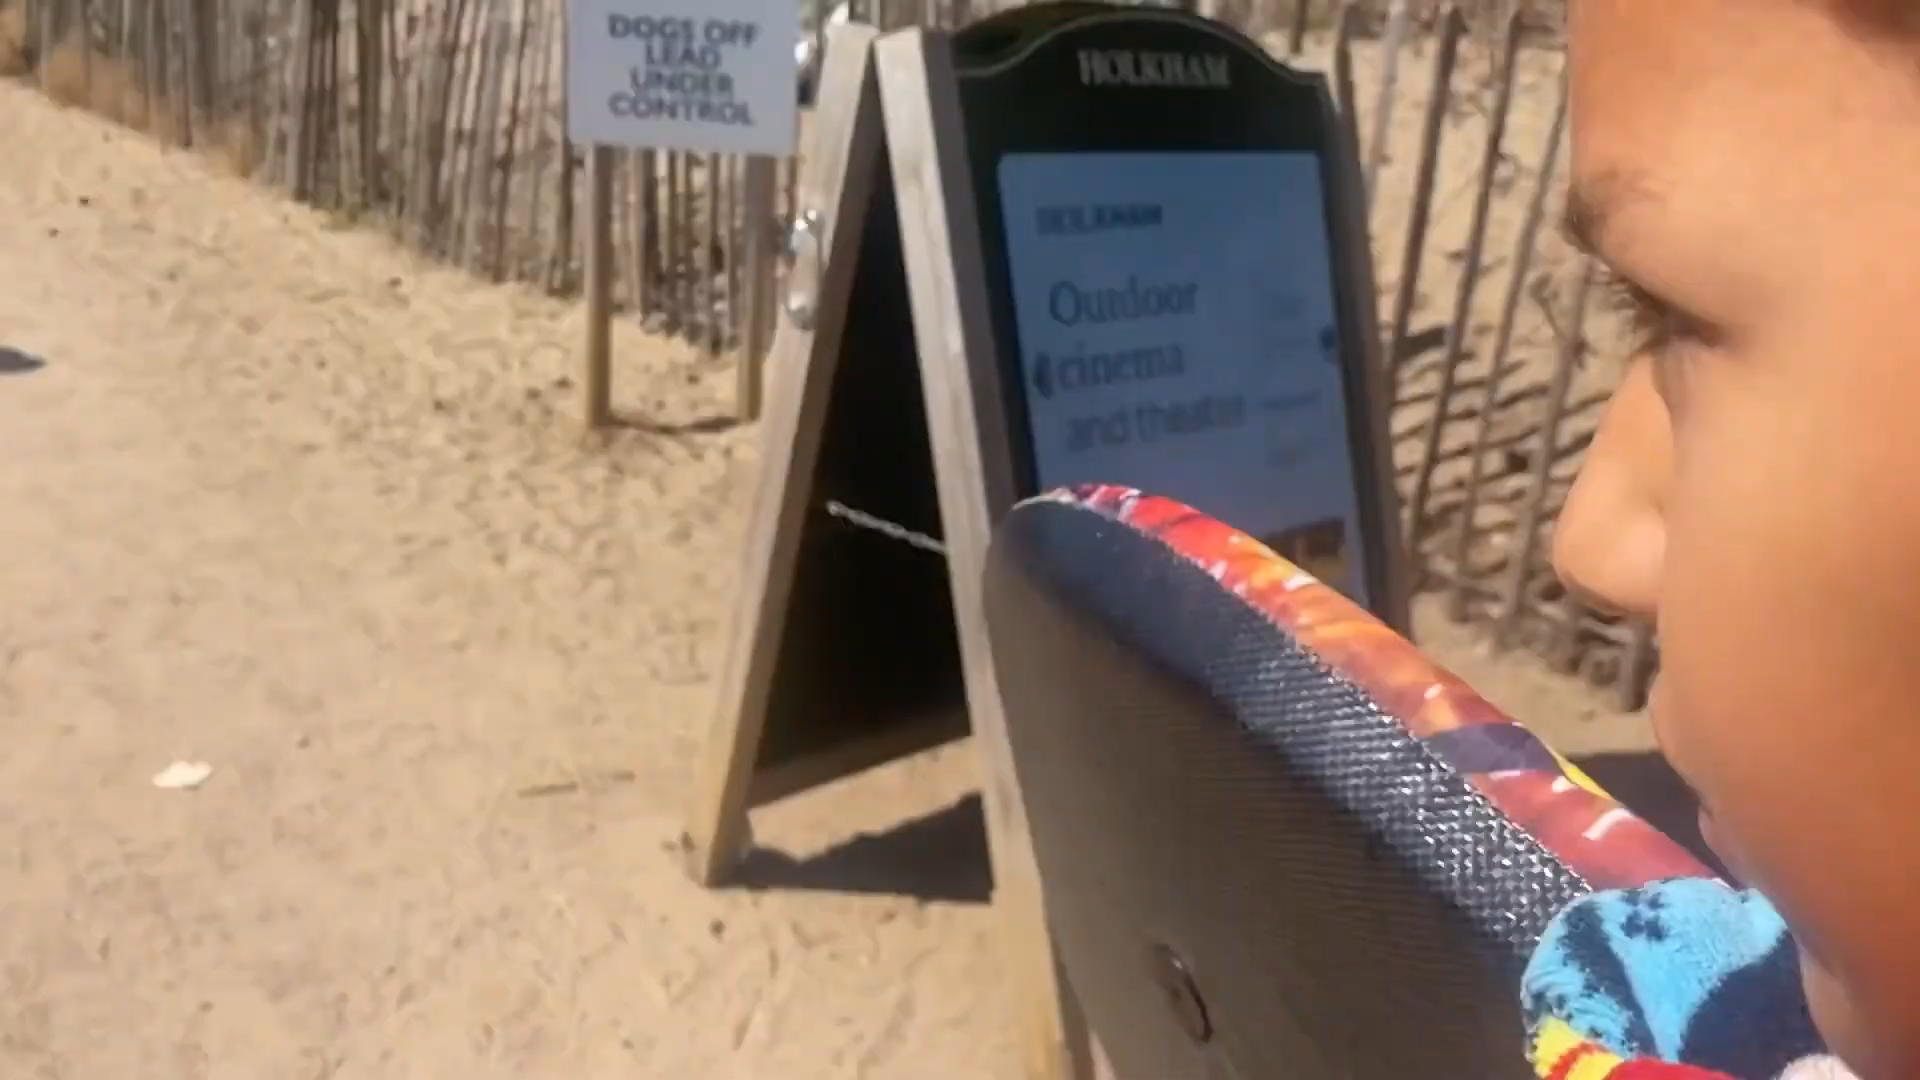 DOGS OFF
LEAD
UNDER
CONTROL
HOLKHAM
HOLKHAM
Outdoor
cinema
and theatre